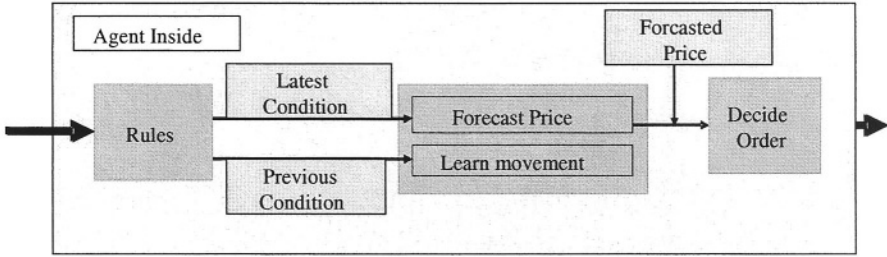 Agent Inside
Forcasted
Price
Latest
Condition
Rules
Forecast Price
Decide
Order
Learn movement
Previous
Condition